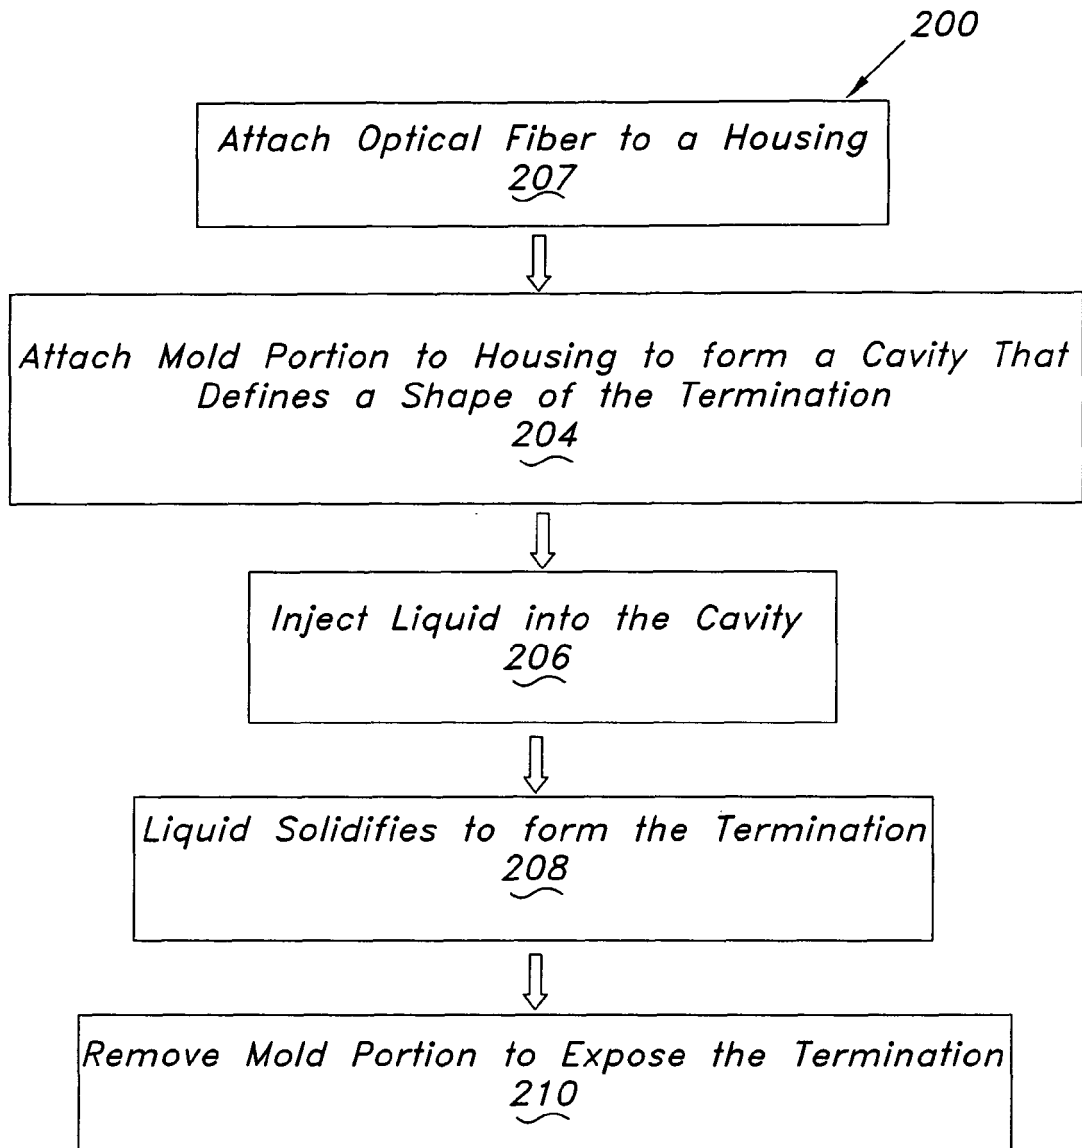 200
Attach Optical Fiber to a Housing
207
Attach Mold Portion to Housing to form a Cavity That
Defines a Shape of the Termination
204
Inject Liquid into the Cavity
206
Liquid Solidifies to form the Termination
208
Remove Mold Portion to Expose the Termination
210